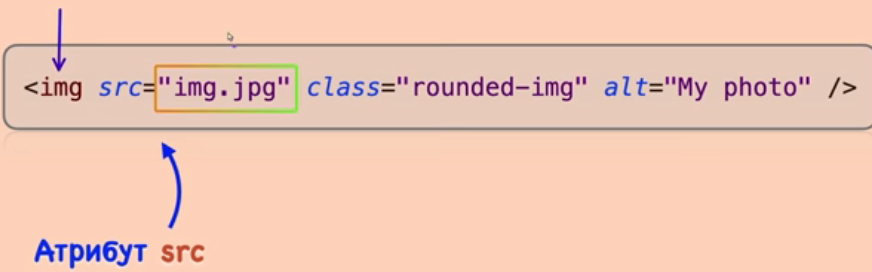 <img src="img.jpg" class="rounded-img" alt="My photo" />
Атрибут src